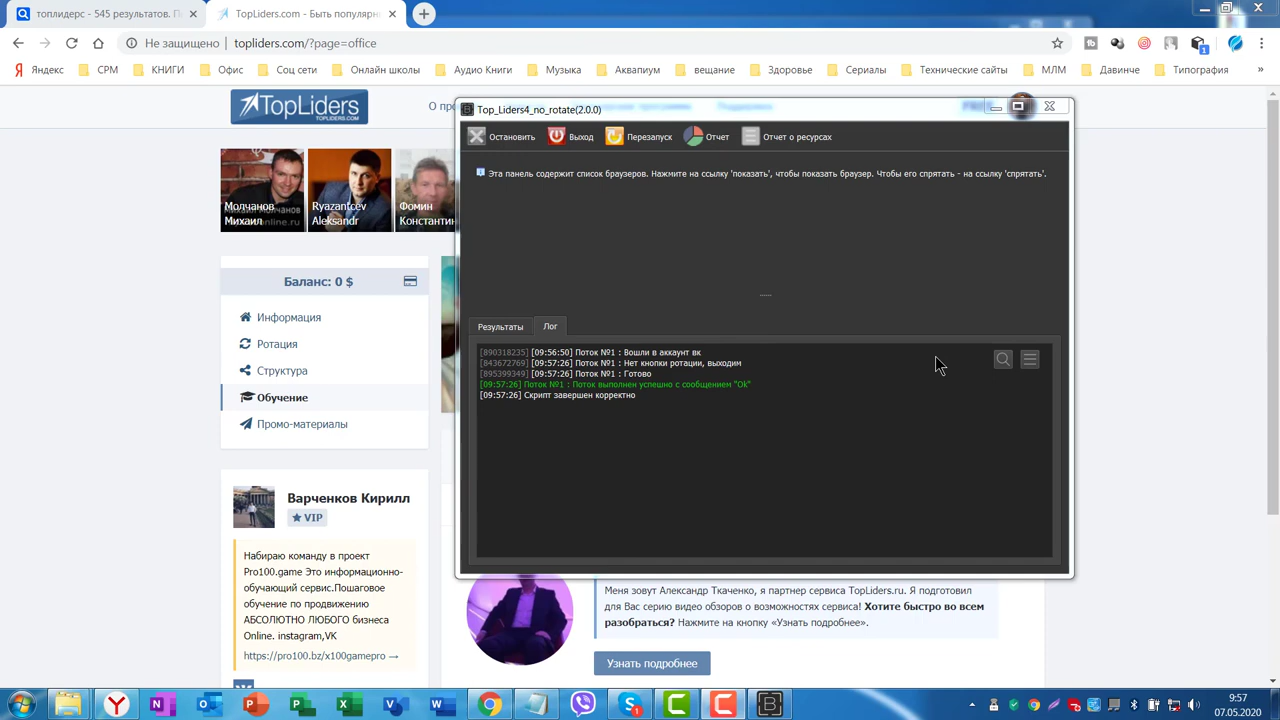 топлидерс - 545 результатов. П
TopLiders.com - Быть популярн
Не защищено
topliders.com/?page=office
Яндекс
СРМ
КНИГИ
Офис
Соц сети
Онлайн школы
Аудио Книги
Музыка
Аквапиум
вещание
Здоровье
Сериалы
Технические сайты
МЛМ
Давинче
Типография
»
TopLiders
TOPLIDERS.COM
О пр
Поддержка
Молчанов
Михаил
Ryazantcev
Aleksandr
Фомин
Константин
Top_Liders4_no_rotate(2.0.0)
Остановить
Выход
Перезапуск
Отчет
Отчет о ресурсах
Эта панель содержит список браузеров. Нажмите на ссылку 'показать', чтобы показать браузер. Чтобы его спрятать - на ссылку 'спрятать'.
Результаты
Лог
[890318235] [09:56:50] Поток №1 : Вошли в аккаунт вк
[843672769] [09:57:26] Поток №1 : Нет кнопки ротации, выходим
[895399349] [09:57:26] Поток №1 : Готово
[09:57:26] Поток №1 : Поток выполнен успешно с сообщением "Ok"
[09:57:26] Скрипт завершен корректно
Баланс: 0 $
Информация
Ротация
Структура
Обучение
Промо-материалы
Варченков Кирилл
VIP
Набираю команду в проект
Pro100.game Это информационно-
обучающий сервис.Пошаговое
обучение по продвижению
АБСОЛЮТНО ЛЮБОГО бизнеса
Online. instagram,VK
https://pro100.bz/x100gamepro →
Меня зовут Александр Ткаченко, я партнер сервиса TopLiders.ru. Я подготовил
для Вас серию видео обзоров о возможностях сервиса! Хотите быстро во всем
разобраться? Нажмите на кнопку «Узнать подробнее».
Узнать подробнее
9:57
07.05.2020